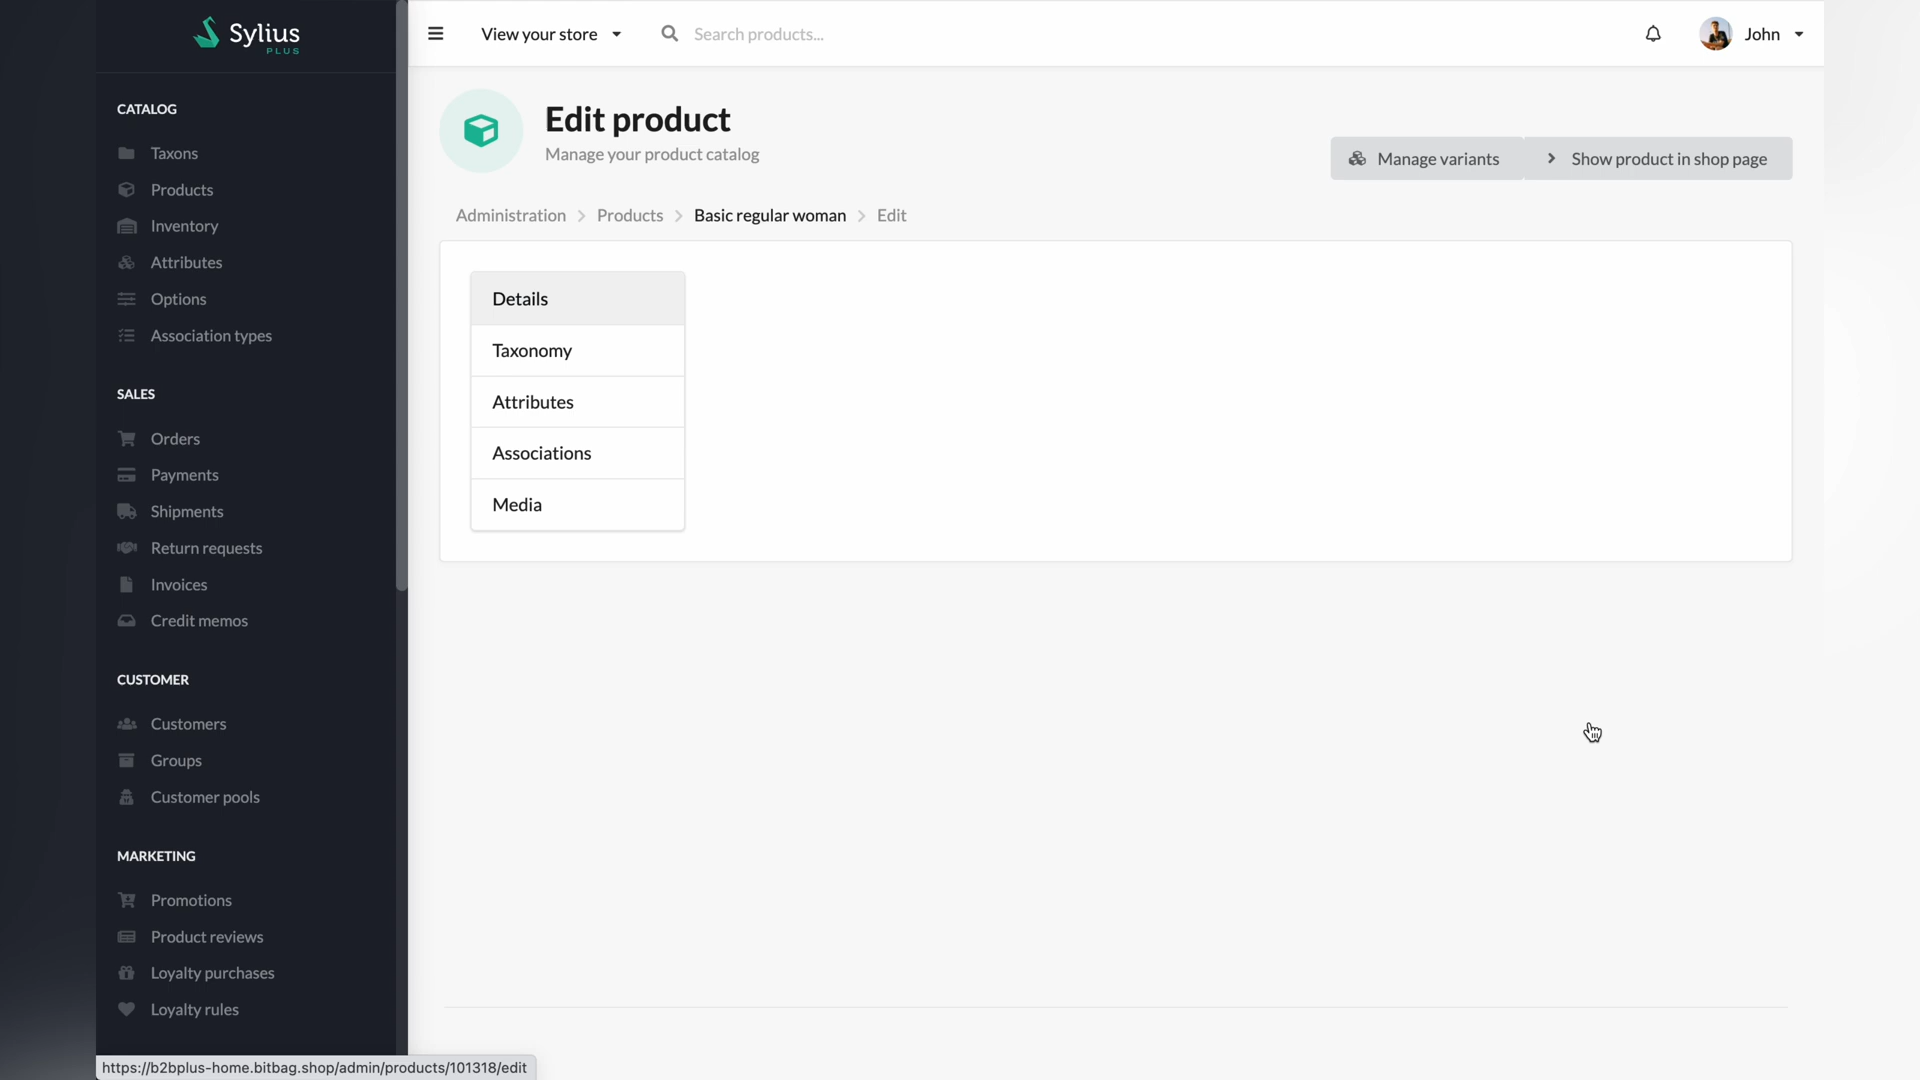 Sylius
PLUS
View your store
Search products...
John
CATALOG
Taxons
Products
Inventory
Attributes
Options
Association types
SALES
Orders
Payments
Shipments
Return requests
Invoices
Credit memos
CUSTOMER
Customers
Groups
Customer pools
MARKETING
Promotions
Product reviews
Loyalty purchases
Loyalty rules
Edit product
Manage your product catalog
Manage variants
Show product in shop page
Administration > Products > Basic regular woman > Edit
Details
Taxonomy
Attributes
Associations
Media
https://b2bplus-home.bitbag.shop/admin/products/101318/edit